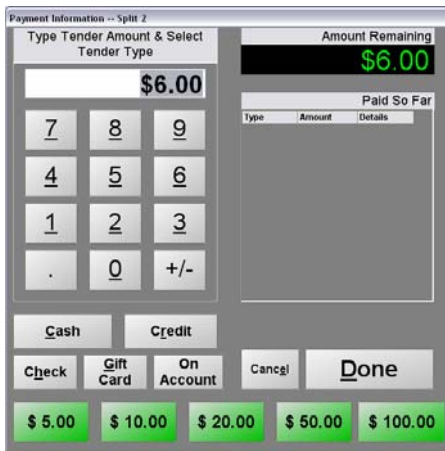 Payment Information -- Split 2
Type Tender Amount & Select
Tender Type
$6.00
7 8 9
4 5 6
1 2 3
. 0 +/-
Amount Remaining
$6.00
Paid So Far
Type Amount Details
Cash Credit
Check Gift Card On Account
Cancel Done
$ 5.00 $ 10.00 $ 20.00 $ 50.00 $ 100.00